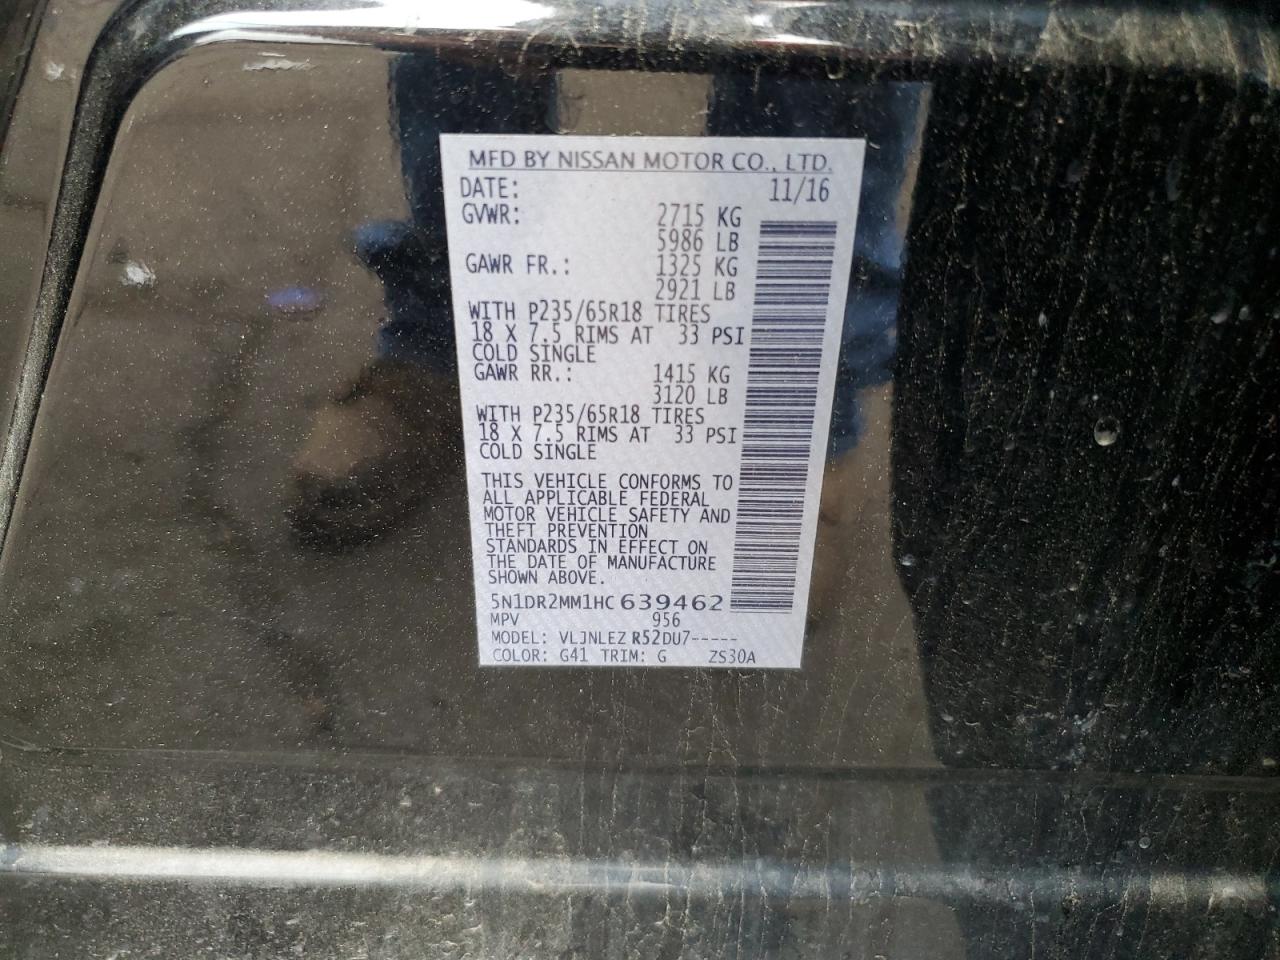 MFD BY NISSAN MOTOR CO., LTD.
DATE: 11/16
GVWR: 2715 KG
5986 LB
GAWR FR.: 1325 KG
2921 LB
WITH P235/65R18 TIRES
18 X 7.5 RIMS AT 33 PSI
COLD SINGLE
GAWR RR.: 1415 KG
3120 LB
WITH P235/65R18 TIRES
18 X 7.5 RIMS AT 33 PSI
COLD SINGLE
THIS VEHICLE CONFORMS TO
ALL APPLICABLE FEDERAL
MOTOR VEHICLE SAFETY AND
THEFT PREVENTION
STANDARDS IN EFFECT ON
THE DATE OF MANUFACTURE
SHOWN ABOVE.
5N1DR2MM1HC639462
MPV 956
MODEL: VLJNLEZ R52DU7-----
COLOR: G41 TRIM: G ZS30A